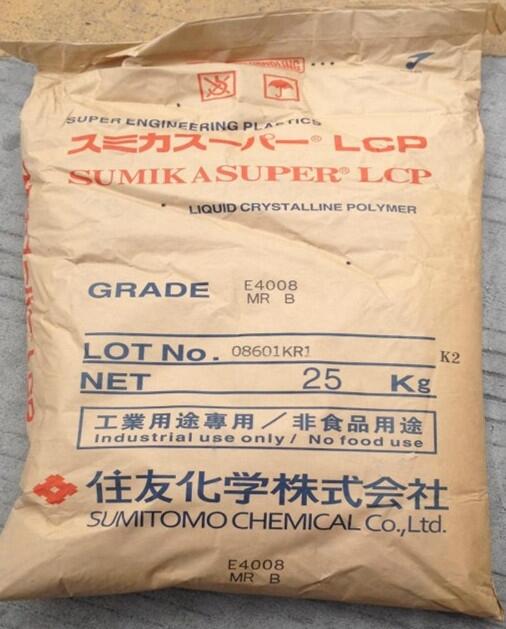 SUPER ENGINEERING PLASTICS
スミカスーパー® LCP
SUMIKASUPER® LCP
LIQUID CRYSTALLINE POLYMER
GRADE E4008
MR B
LOT No. 08601KR1 K2
NET 25 Kg
工業用途専用／非食品用途
Industrial use only / No food use
住友化学株式会社
SUMITOMO CHEMICAL Co.,Ltd.
E4008
MR B